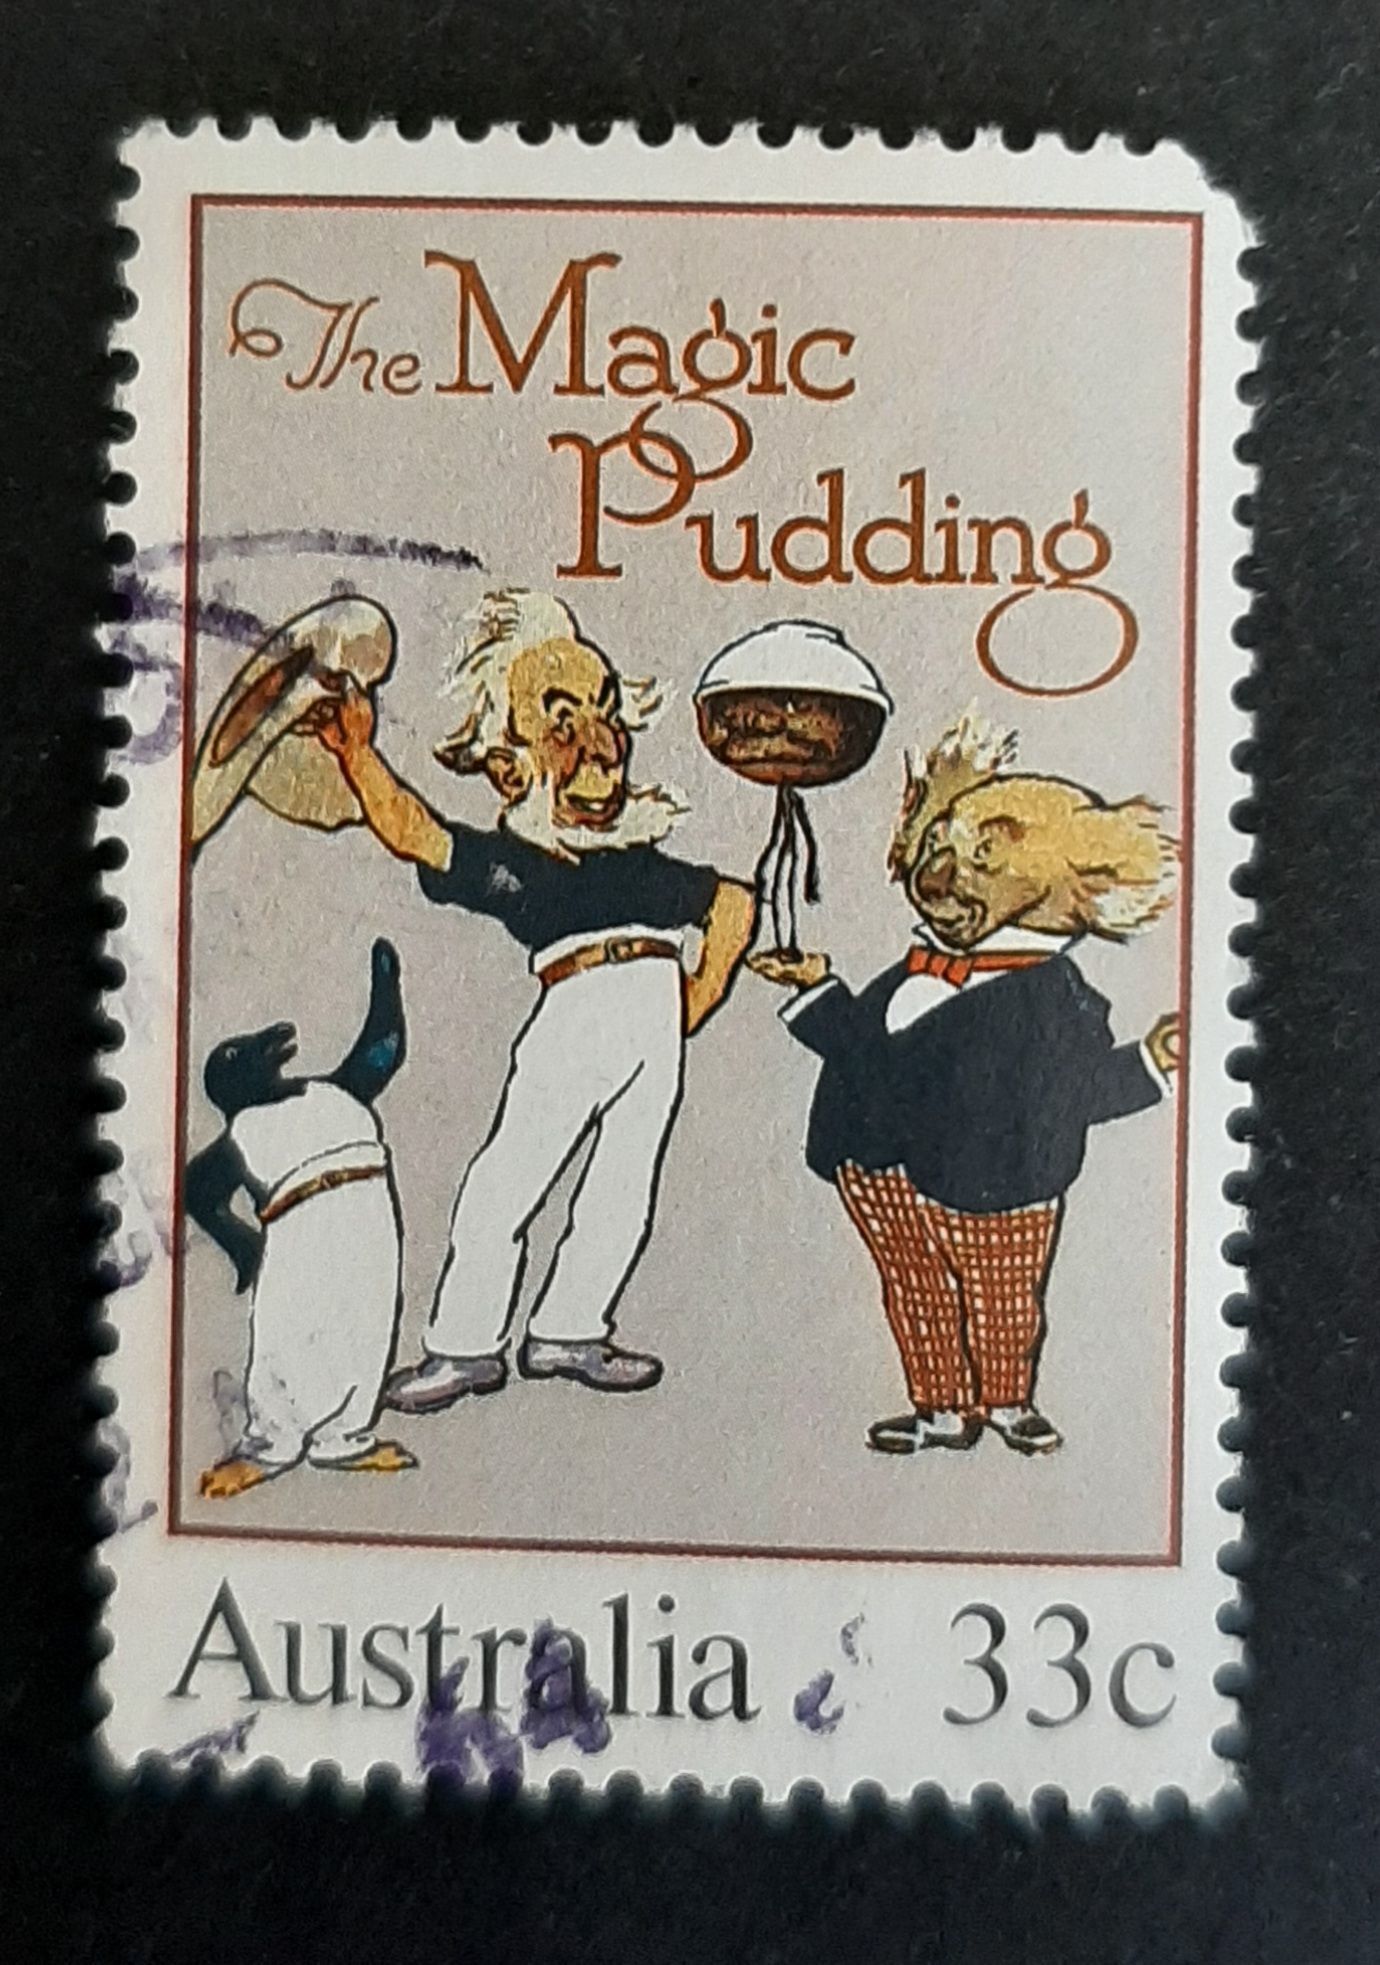 The Magic
Pudding
Australia 33c